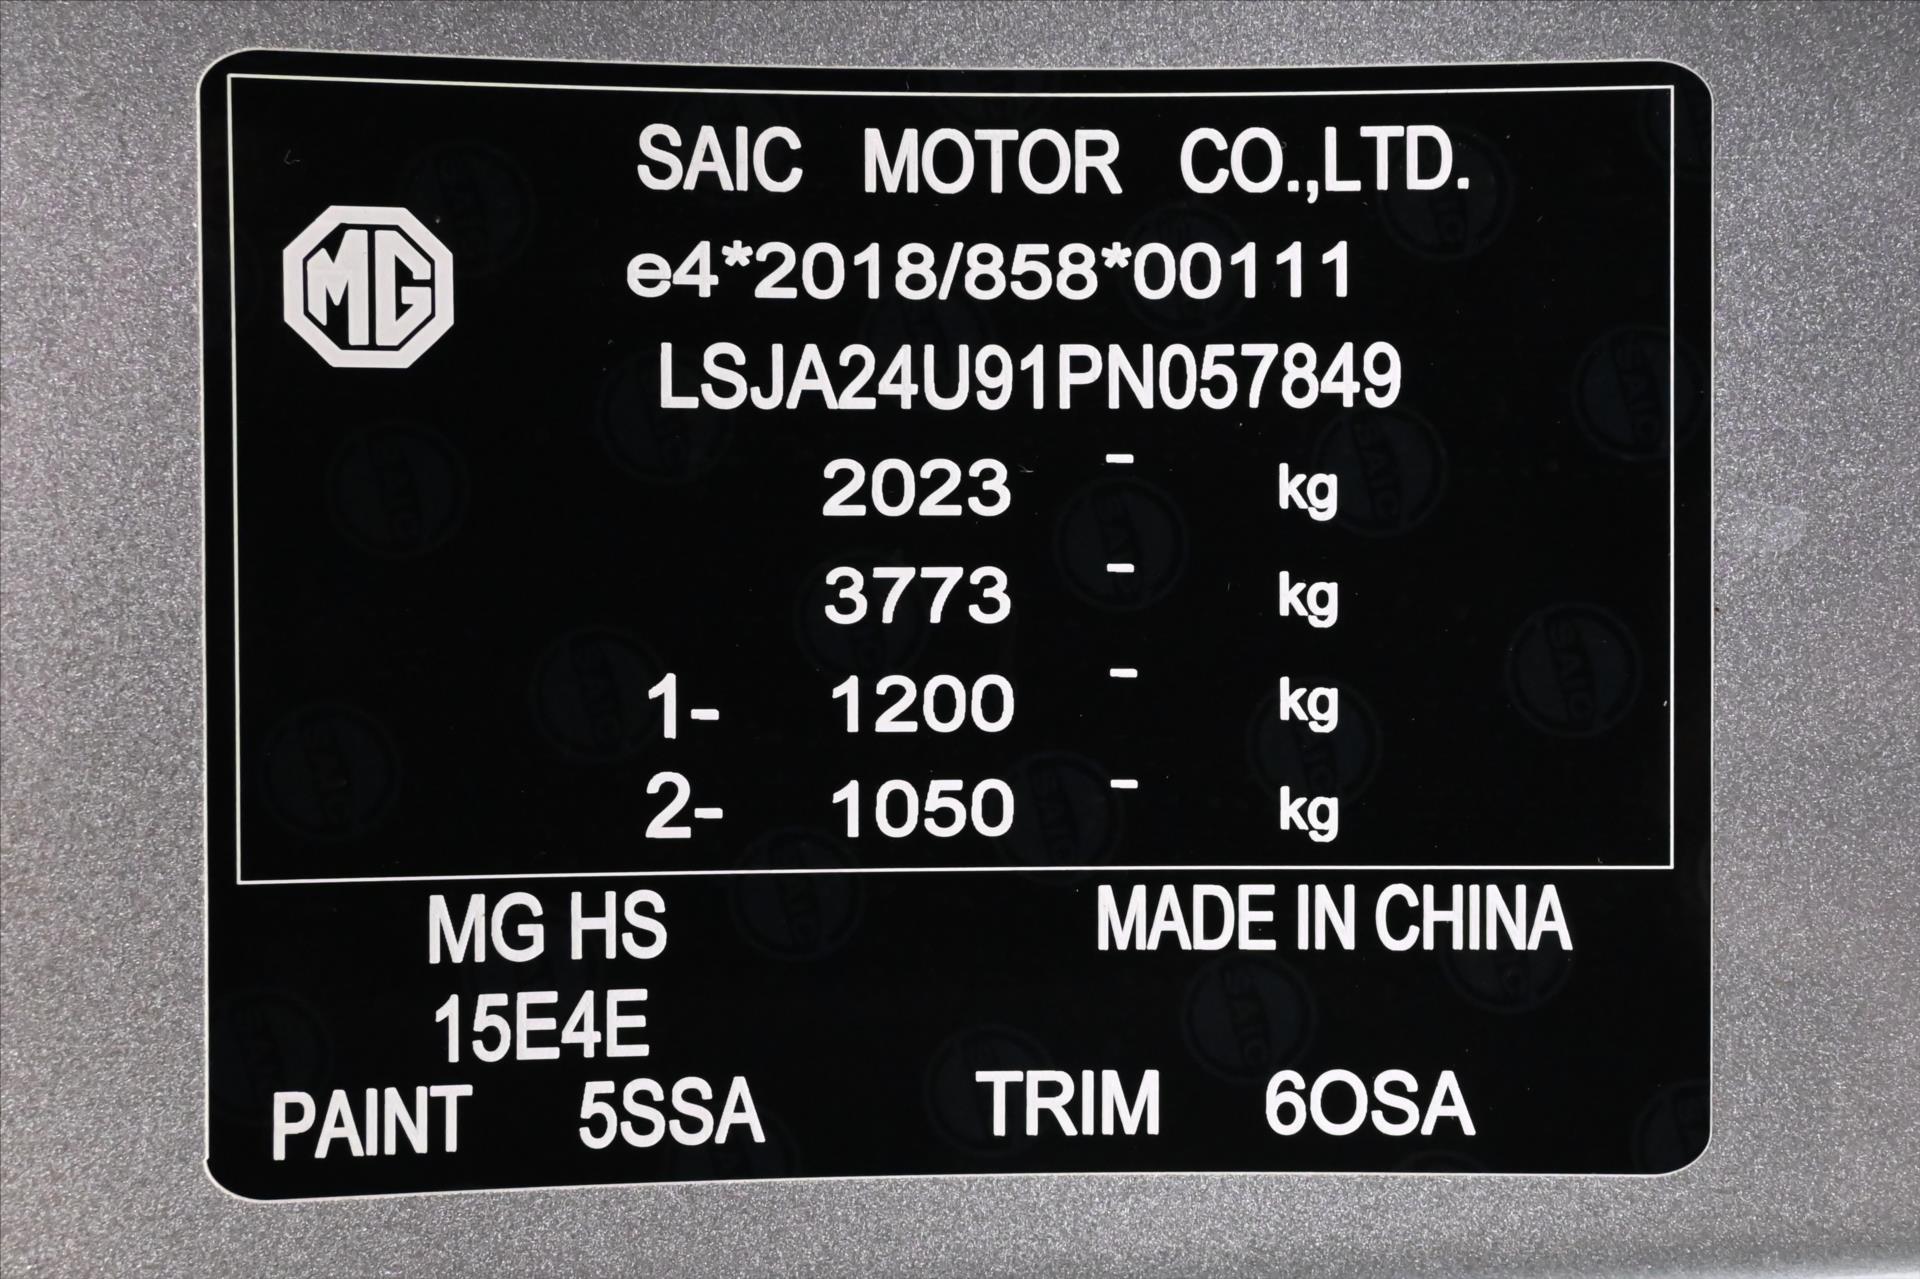 SAIC MOTOR CO.,LTD.
MG
e4*2018/858*00111
LSJA24U91PN057849
2023 - kg
3773 - kg
1- 1200 - kg
2- 1050 - kg
MG HS MADE IN CHINA
15E4E
PAINT 5SSA TRIM 6OSA